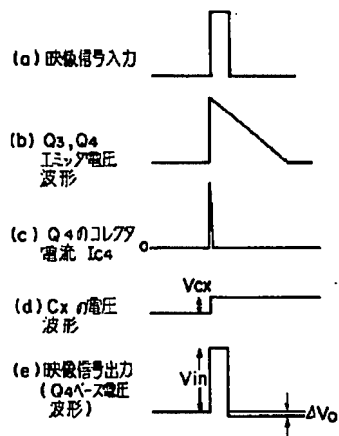 (a) 映像信号入力
(b) Q3,Q4
エミッタ電圧
波形
(c) Q4のコレクタ
電流 Ic4
0
Vcx
(d) Cxの電圧
波形
(e) 映像信号出力
(Q4ベース電圧
波形)
Vin
ΔVo